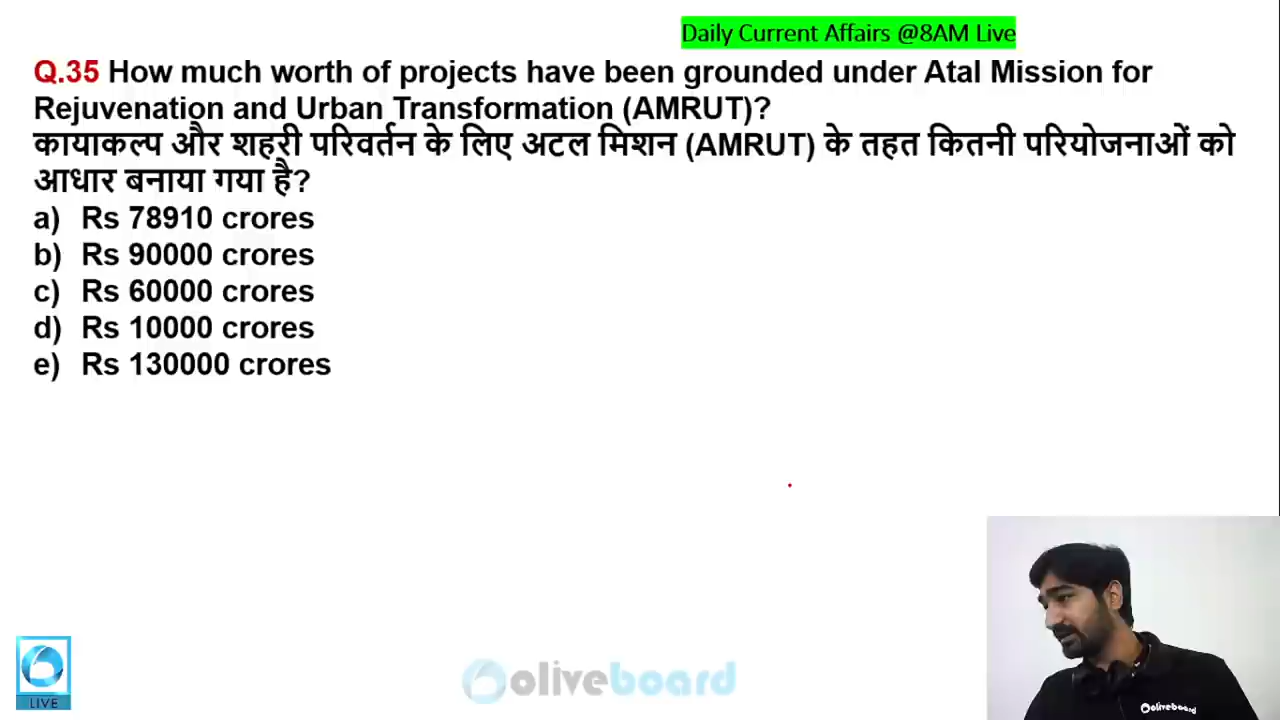 Daily Current Affairs @8AM Live
Q.35 How much worth of projects have been grounded under Atal Mission for
Rejuvenation and Urban Transformation (AMRUT)?
कायाकल्प और शहरी परिवर्तन के लिए अटल मिशन (AMRUT) के तहत कितनी परियोजनाओं को
आधार बनाया गया है?
a) Rs 78910 crores
b) Rs 90000 crores
c) Rs 60000 crores
d) Rs 10000 crores
e) Rs 130000 crores
LIVE
oliveboard
oliveboard